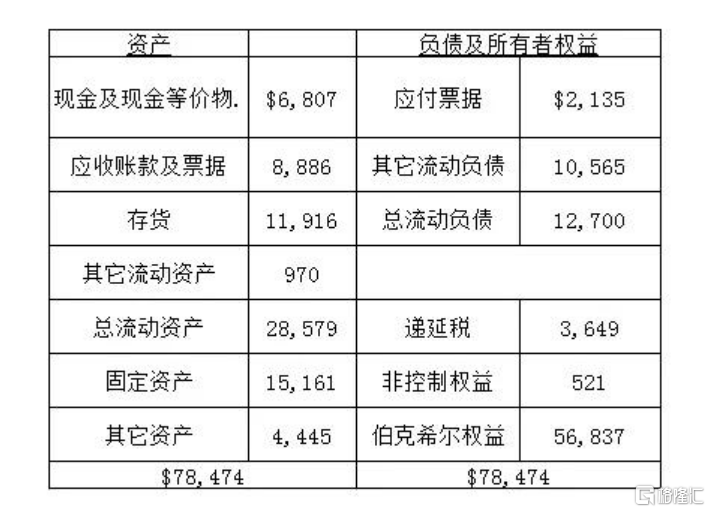 资产 负债及所有者权益
现金及现金等价物. $6,807 应付票据 $2,135
应收账款及票据 8,886 其它流动负债 10,565
存货 11,916 总流动负债 12,700
其它流动资产 970
总流动资产 28,579 递延税 3,649
固定资产 15,161 非控制权益 521
其它资产 4,445 伯克希尔权益 56,837
$78,474 $78,474
格隆汇